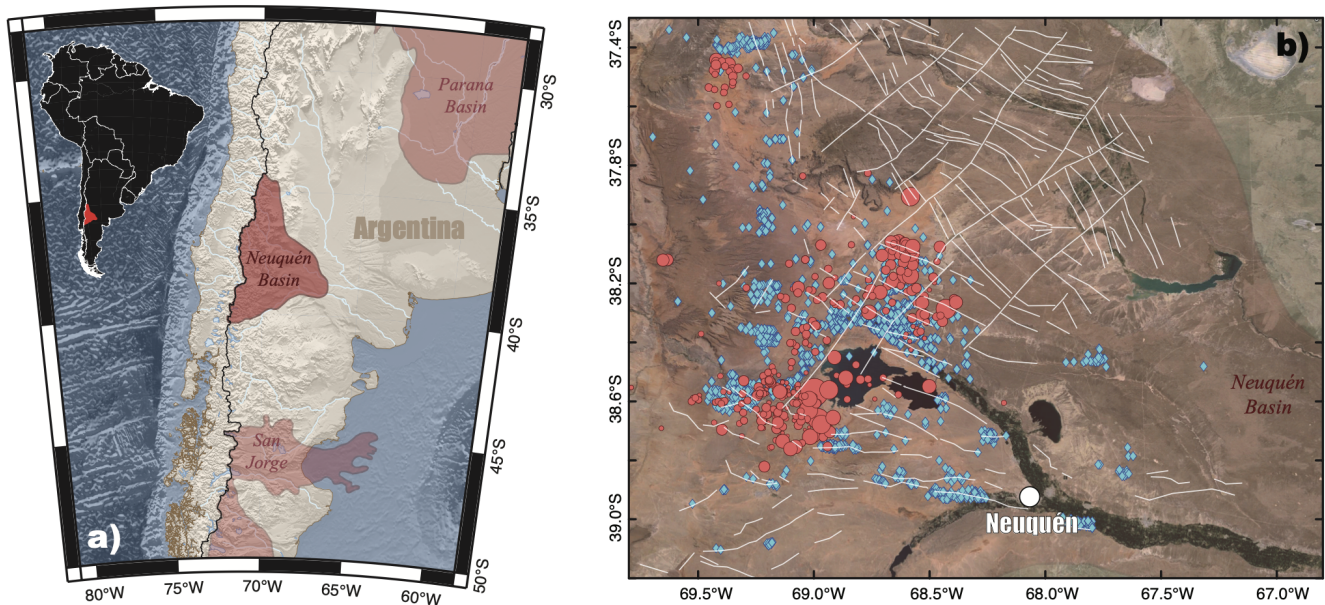 Parana
Basin
Argentina
Neuquén
Basin
San
Jorge
a)
30°S
35°S
40°S
45°S
50°S
80°W
75°W
70°W
65°W
60°W
b)
37.4°S
37.8°S
38.2°S
38.6°S
39.0°S
Neuquén
Basin
Neuquén
69.5°W
69.0°W
68.5°W
68.0°W
67.5°W
67.0°W